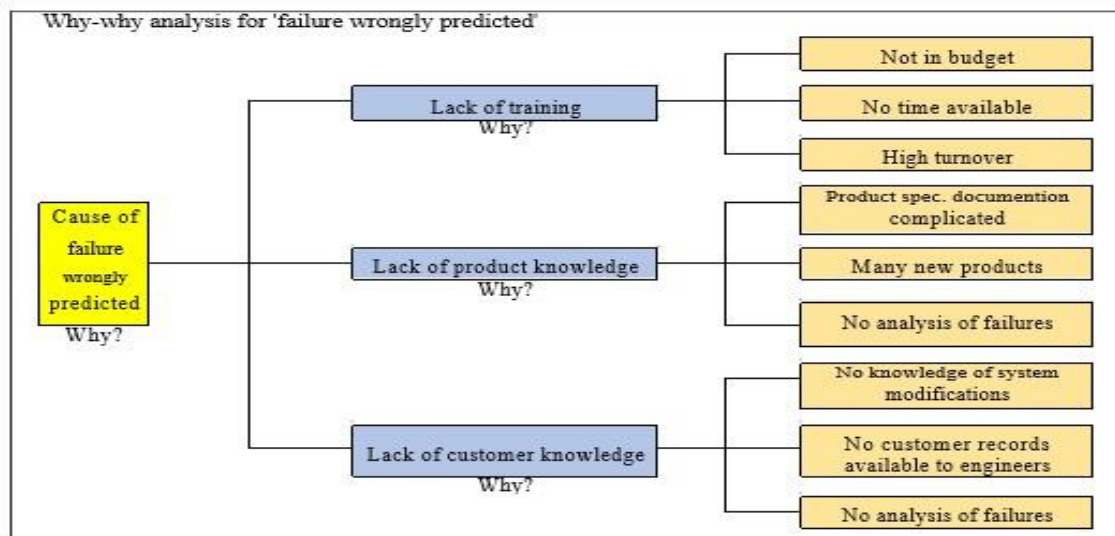 Why-why analysis for 'failure wrongly predicted'
Not in budget
Lack of training
Why?
No time available
High turnover
Cause of
failure
wrongly
predicted
Why?
Product spec. documention
complicated
Lack of product knowledge
Why?
Many new products
No analysis of failures
No knowledge of system
modifications
Lack of customer knowledge
Why?
No customer records
available to engineers
No analysis of failures